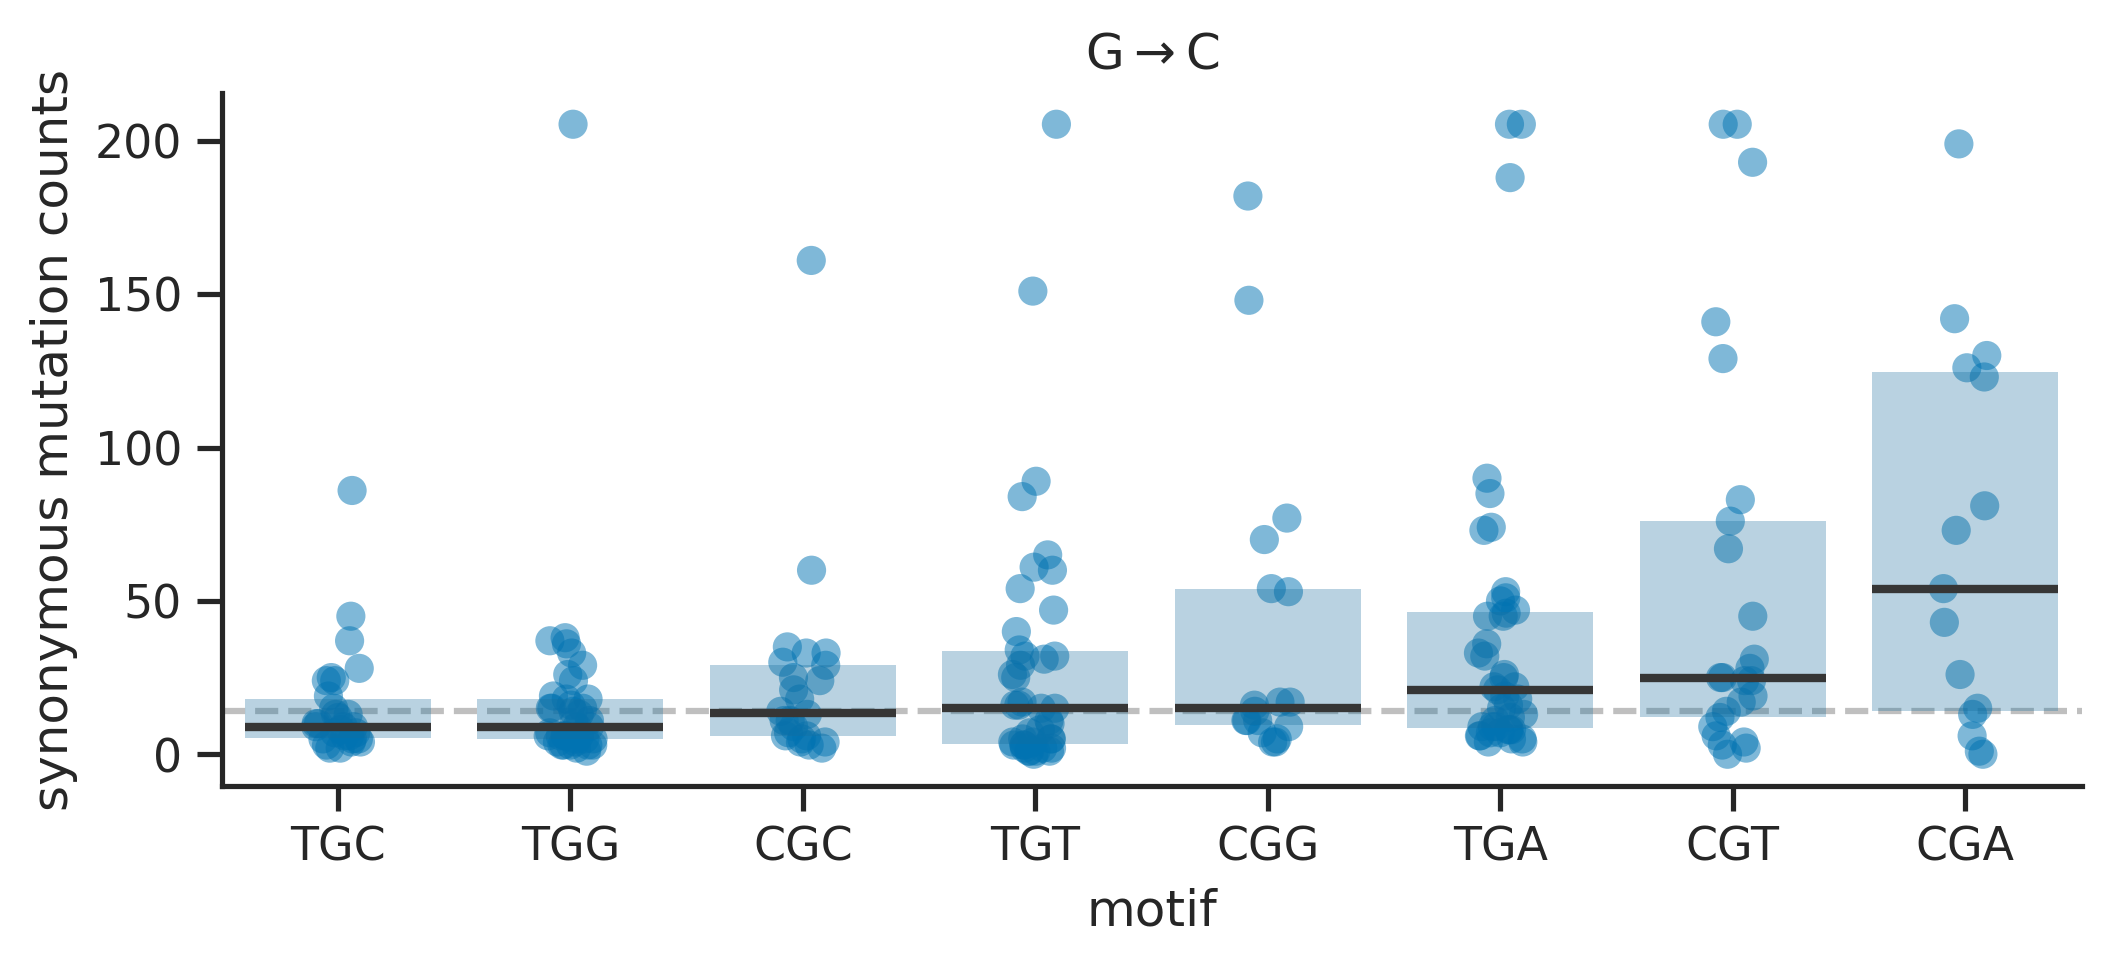 G→C
synonymous mutation counts
200
150
100
50
0
TGC TGG CGC TGT CGG TGA CGT CGA
motif